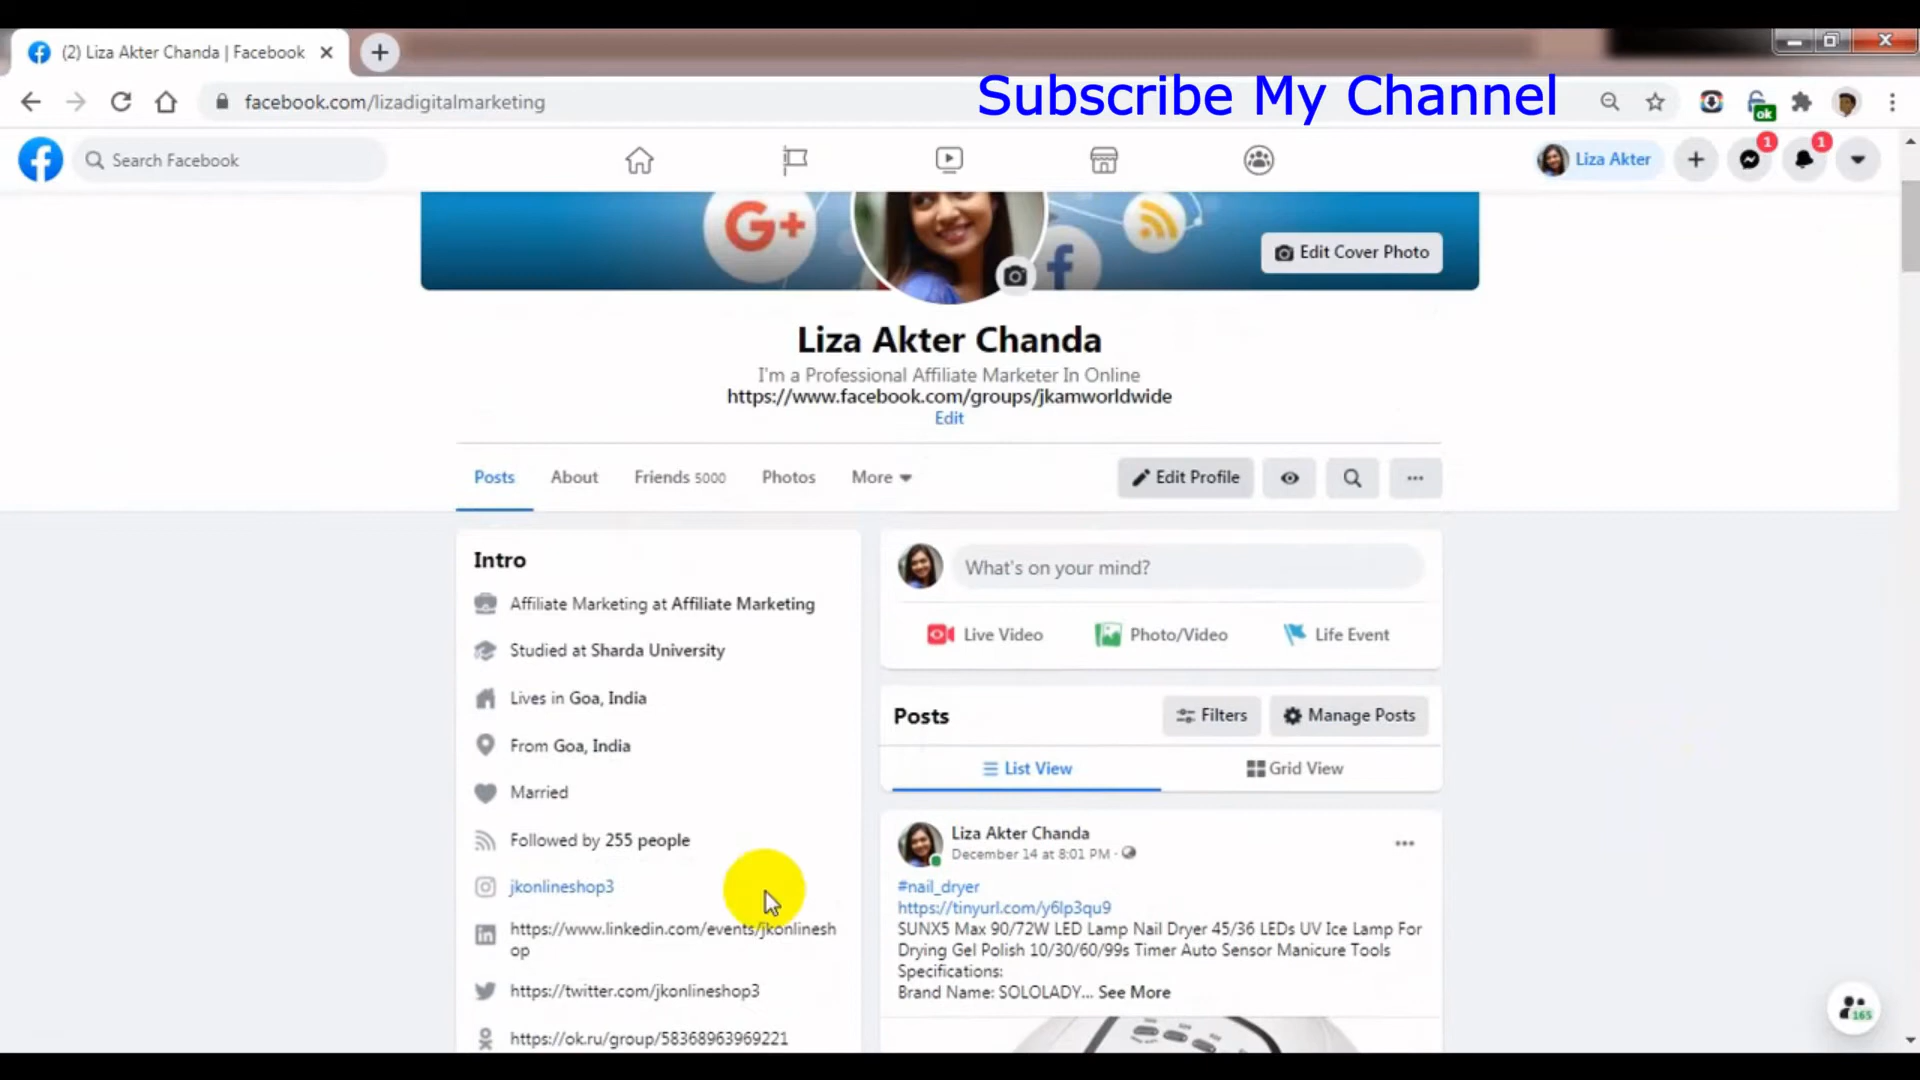 (2) Liza Akter Chanda | Facebook
facebook.com/lizadigitalmarketing
Subscribe My Channel
ok
Search Facebook
Liza Akter
1
1
G+
f
Edit Cover Photo
Liza Akter Chanda
I'm a Professional Affiliate Marketer In Online
https://www.facebook.com/groups/jkamworldwide
Edit
Posts
About
Friends 5000
Photos
More
Edit Profile
Intro
Affiliate Marketing at Affiliate Marketing
Studied at Sharda University
Lives in Goa, India
From Goa, India
Married
Followed by 255 people
jkonlineshop3
https://www.linkedin.com/events/jkonlinesh
op
https://twitter.com/jkonlineshop3
https://ok.ru/group/58368963969221
What's on your mind?
Live Video
Photo/Video
Life Event
Posts
Filters
Manage Posts
List View
Grid View
Liza Akter Chanda
December 14 at 8:01 PM ·
#nail_dryer
https://tinyurl.com/y6lp3qu9
SUNX5 Max 90/72W LED Lamp Nail Dryer 45/36 LEDs UV Ice Lamp For
Drying Gel Polish 10/30/60/99s Timer Auto Sensor Manicure Tools
Specifications:
Brand Name: SOLOLADY... See More
165